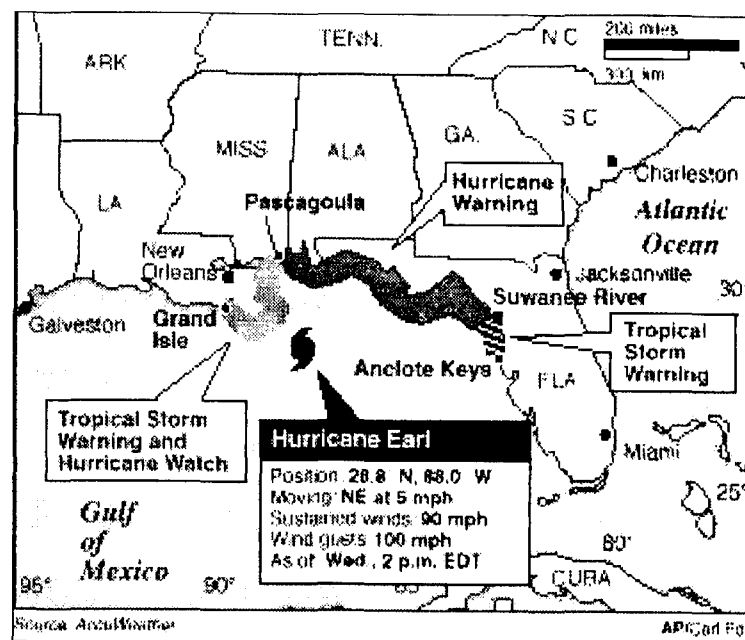 TENN.
N C
200 miles
300 km
ARK
S C
MISS
ALA
GA.
Hurricane
Warning
Charleston
LA
Pascagoula
Atlantic
Ocean
New
Orleans
Jacksonville
Suwanee River
30°
Galveston
Grand
Isle
Tropical
Storm
Warning
Anclote Keys
FLA
Tropical Storm
Warning and
Hurricane Watch
Hurricane Earl
Miami
Position: 28.8 N, 88.0 W
Moving: NE at 5 mph
Sustained winds: 90 mph
Wind gusts 100 mph
As of Wed., 2 p.m. EDT
25°
Gulf
of
Mexico
95°
90°
80°
CUBA
Source: AccuWeather
AP/Carl